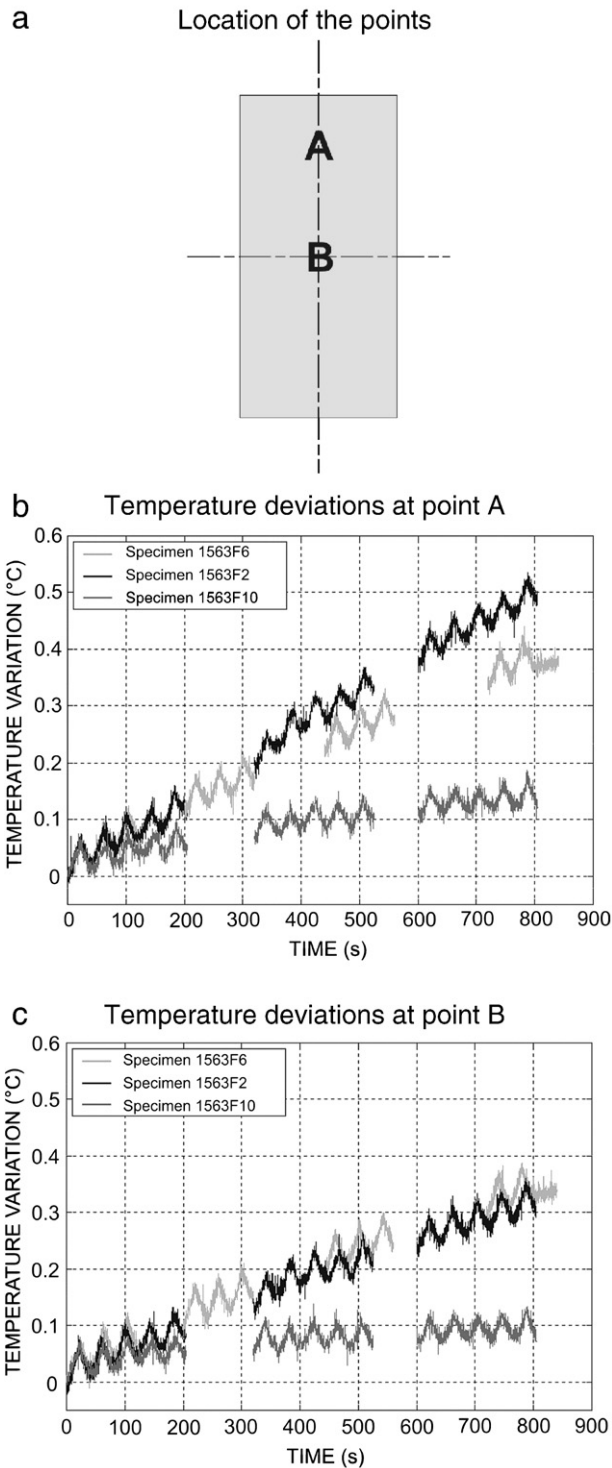 a
Location of the points
A
B
b
Temperature deviations at point A
TEMPERATURE VARIATION (°C)
0.6
0.5
0.4
0.3
0.2
0.1
0
Specimen 1563F6
Specimen 1563F2
Specimen 1563F10
0 100 200 300 400 500 600 700 800 900
TIME (s)
c
Temperature deviations at point B
TEMPERATURE VARIATION (°C)
0.6
0.5
0.4
0.3
0.2
0.1
0
Specimen 1563F6
Specimen 1563F2
Specimen 1563F10
0 100 200 300 400 500 600 700 800 900
TIME (s)